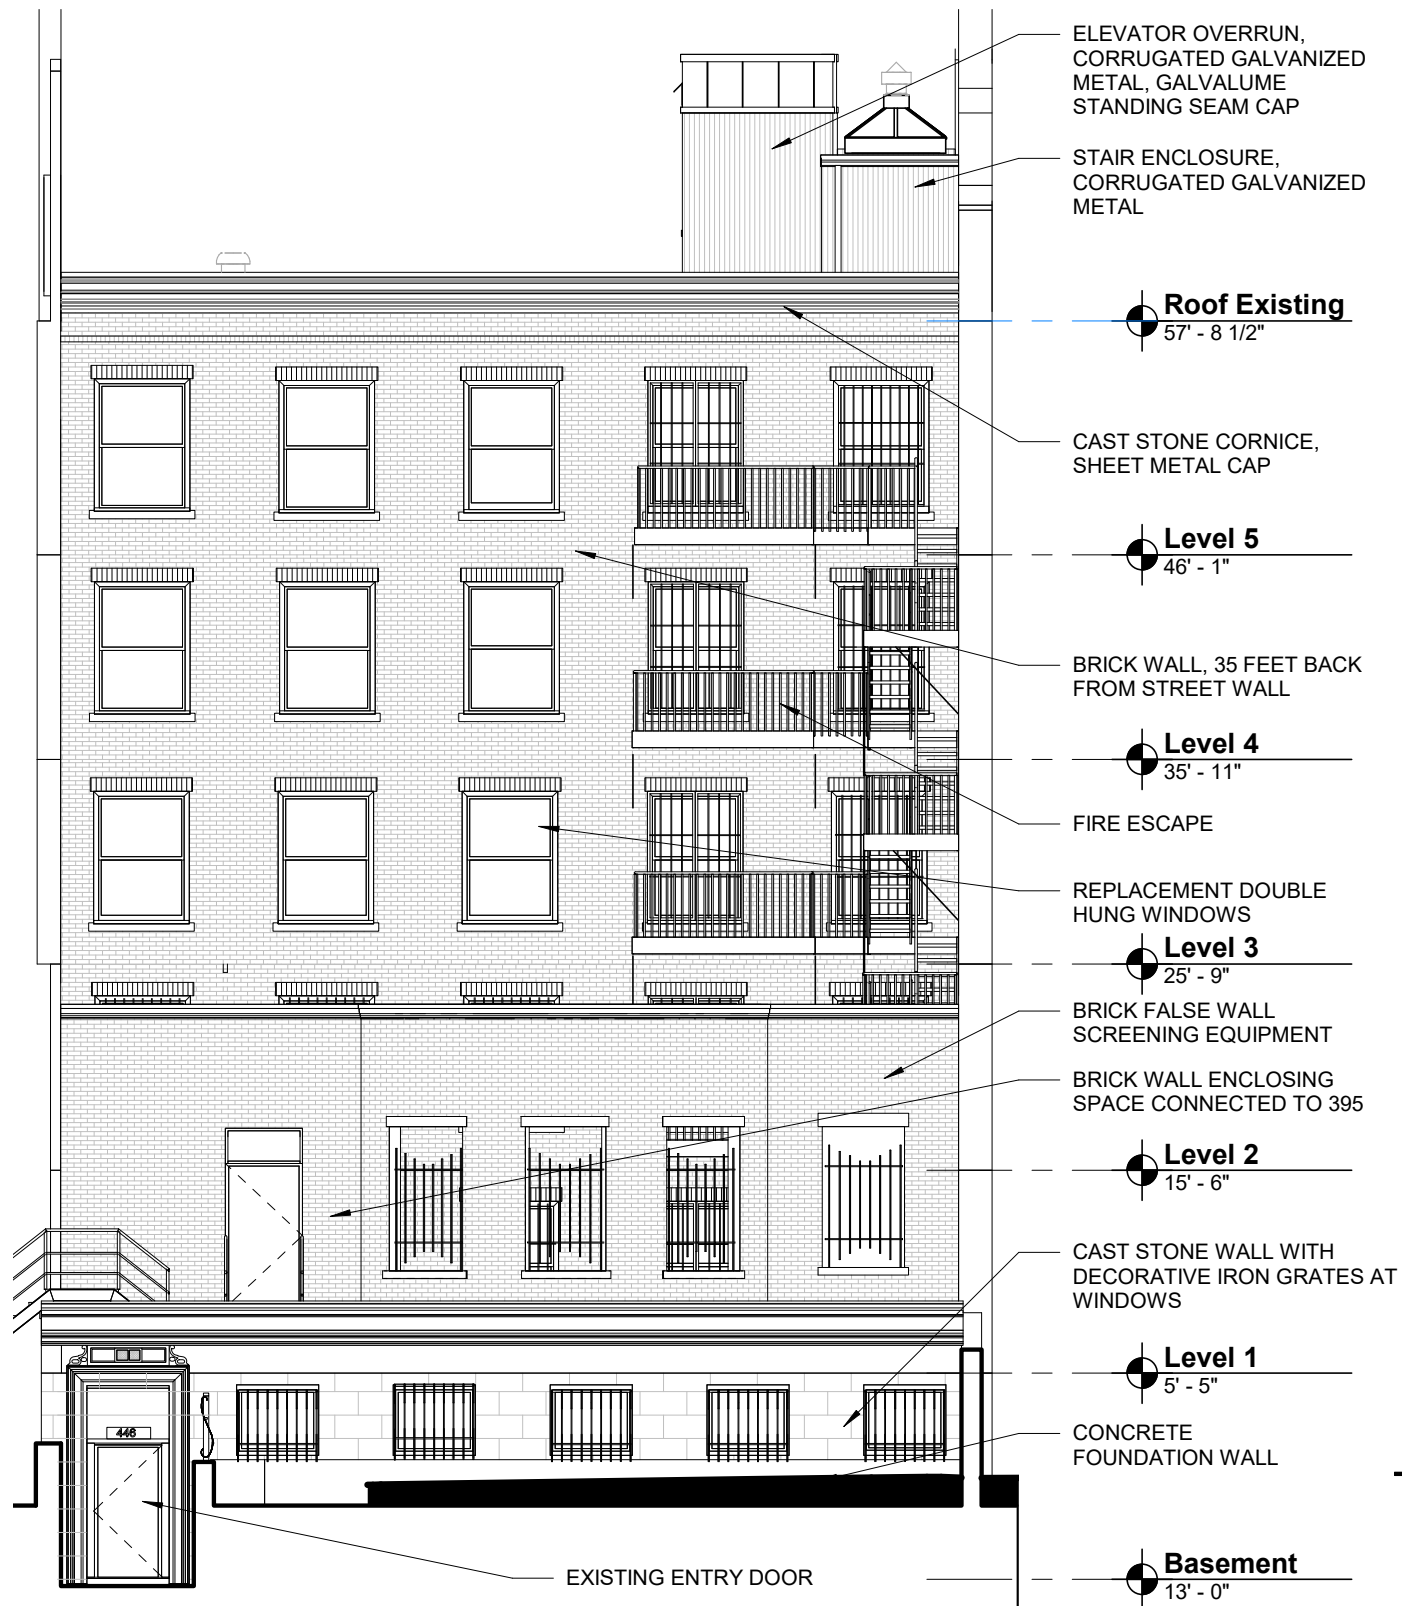 ELEVATOR OVERRUN,
CORRUGATED GALVANIZED
METAL, GALVALUME
STANDING SEAM CAP
STAIR ENCLOSURE,
CORRUGATED GALVANIZED
METAL
Roof Existing
57' - 8 1/2"
CAST STONE CORNICE,
SHEET METAL CAP
Level 5
46' - 1"
BRICK WALL, 35 FEET BACK
FROM STREET WALL
Level 4
35' - 11"
FIRE ESCAPE
REPLACEMENT DOUBLE
HUNG WINDOWS
Level 3
25' - 9"
BRICK FALSE WALL
SCREENING EQUIPMENT
BRICK WALL ENCLOSING
SPACE CONNECTED TO 395
Level 2
15' - 6"
CAST STONE WALL WITH
DECORATIVE IRON GRATES AT
WINDOWS
Level 1
5' - 5"
446
CONCRETE
FOUNDATION WALL
EXISTING ENTRY DOOR
Basement
13' - 0"